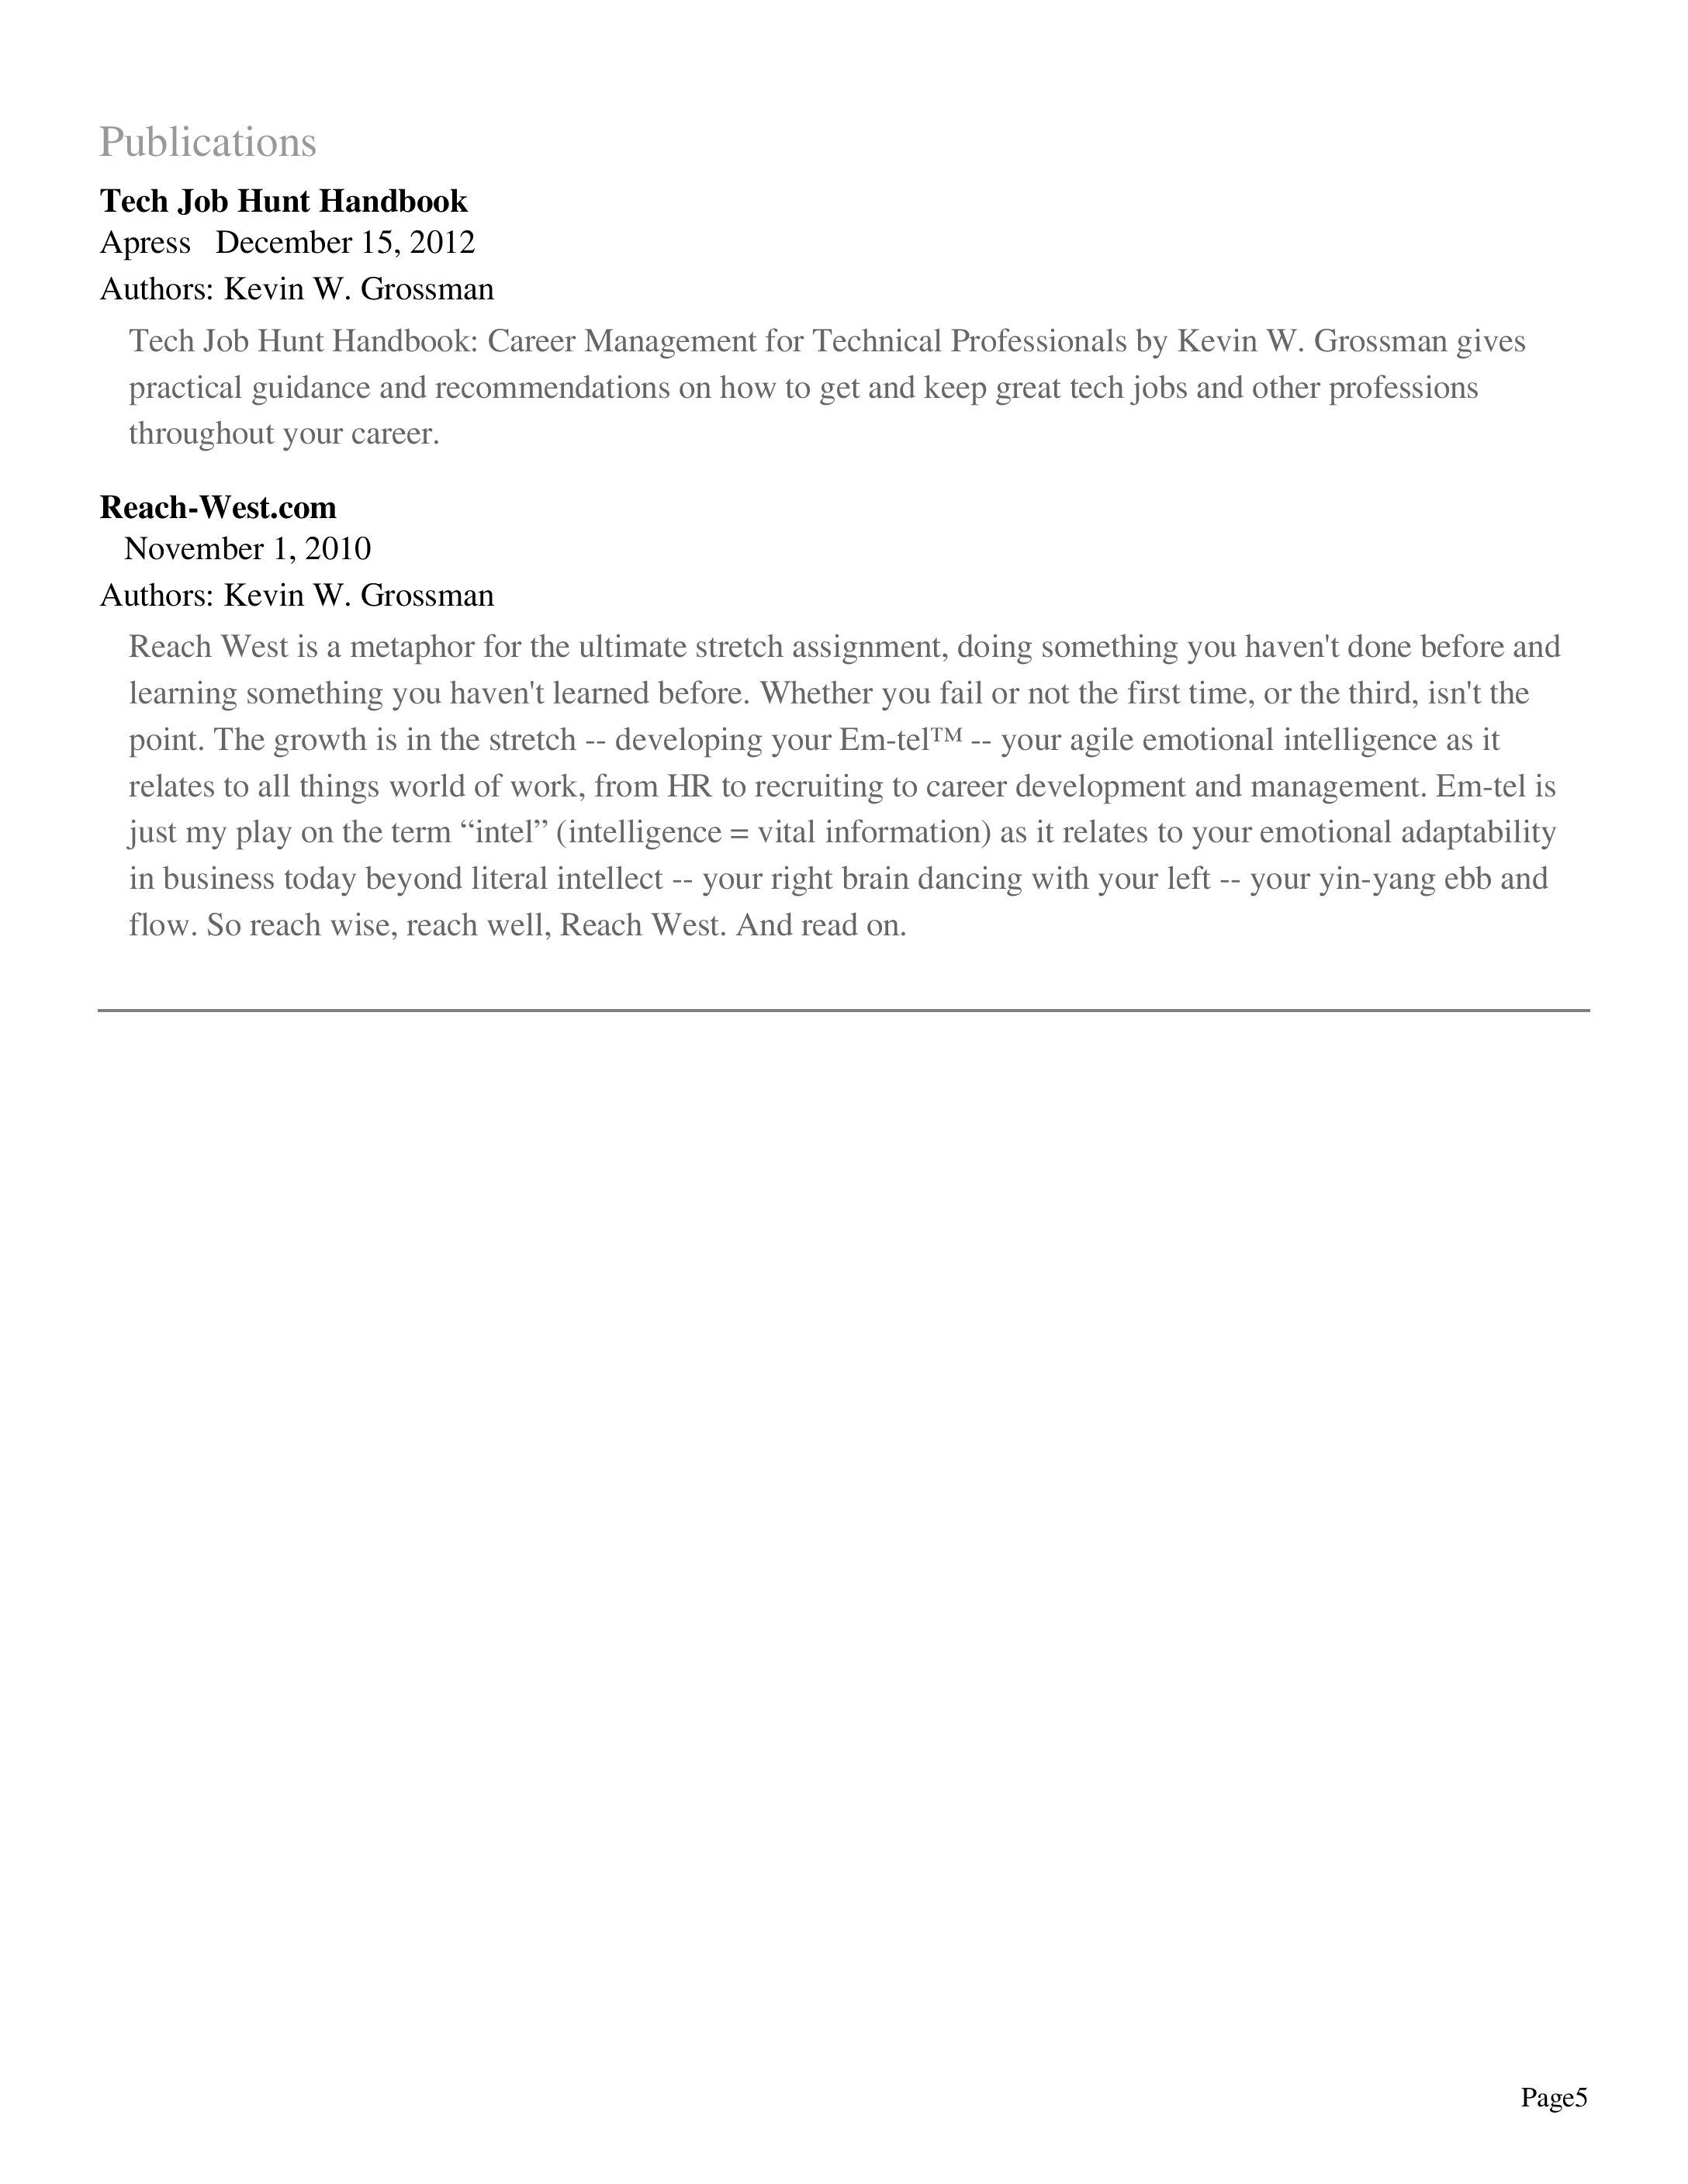 Publications
Tech Job Hunt Handbook
Apress   December 15, 2012
Authors: Kevin W. Grossman
Tech Job Hunt Handbook: Career Management for Technical Professionals by Kevin W. Grossman gives
practical guidance and recommendations on how to get and keep great tech jobs and other professions
throughout your career.
Reach-West.com
November 1, 2010
Authors: Kevin W. Grossman
Reach West is a metaphor for the ultimate stretch assignment, doing something you haven't done before and
learning something you haven't learned before. Whether you fail or not the first time, or the third, isn't the
point. The growth is in the stretch -- developing your Em-tel™ -- your agile emotional intelligence as it
relates to all things world of work, from HR to recruiting to career development and management. Em-tel is
just my play on the term “intel” (intelligence = vital information) as it relates to your emotional adaptability
in business today beyond literal intellect -- your right brain dancing with your left -- your yin-yang ebb and
flow. So reach wise, reach well, Reach West. And read on.
Page5